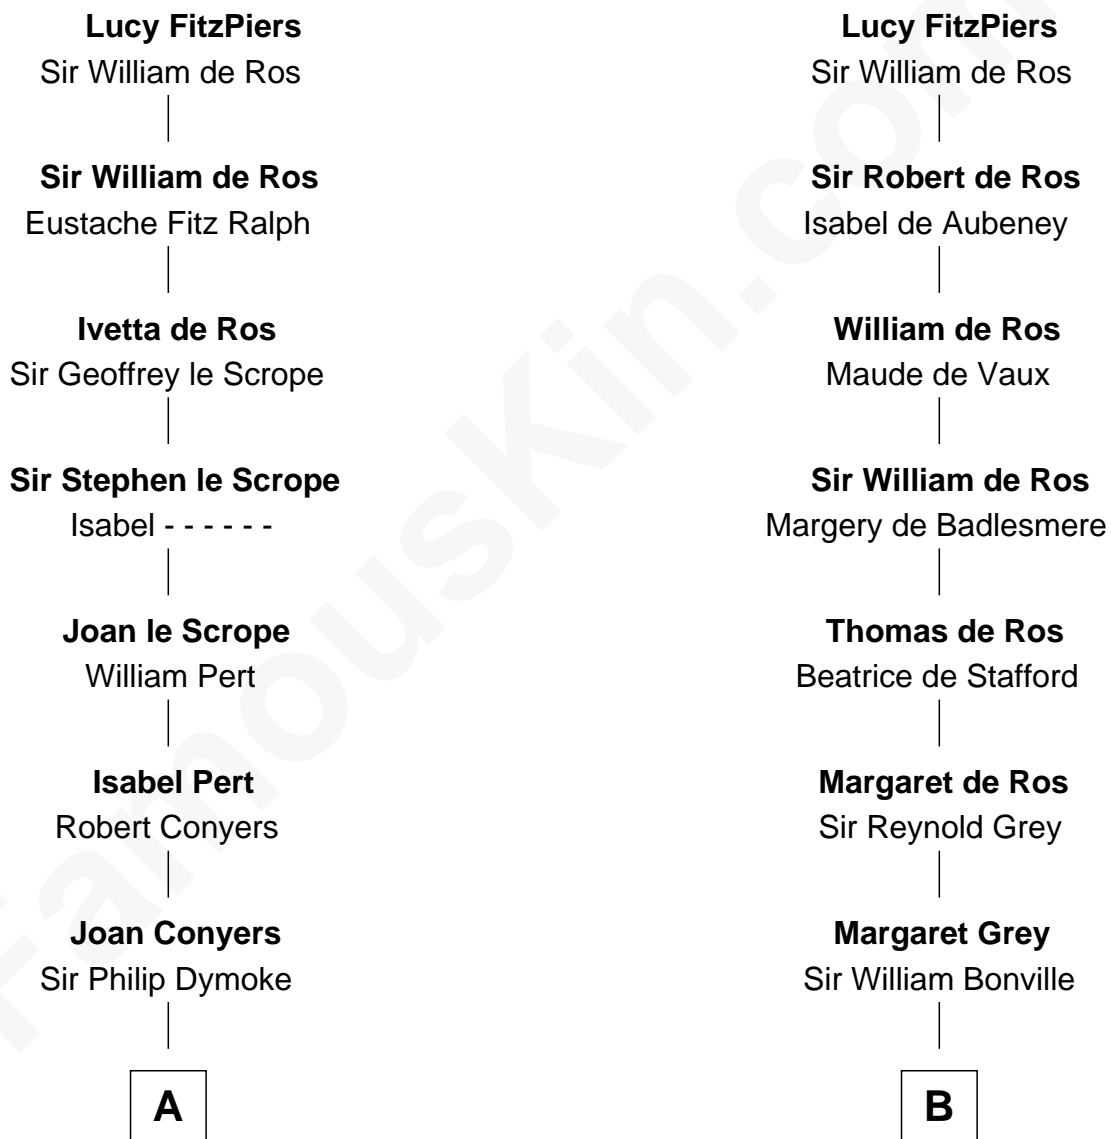 Lucy FitzPiers
Sir William de Ros
Sir William de Ros
Eustache Fitz Ralph
Ivetta de Ros
Sir Geoffrey le Scrope
Sir Stephen le Scrope
Isabel - - - - - -
Joan le Scrope
William Pert
Isabel Pert
Robert Conyers
Joan Conyers
Sir Philip Dymoke
A
Lucy FitzPiers
Sir William de Ros
Sir Robert de Ros
Isabel de Aubeney
William de Ros
Maude de Vaux
Sir William de Ros
Margery de Badlesmere
Thomas de Ros
Beatrice de Stafford
Margaret de Ros
Sir Reynold Grey
Margaret Grey
Sir William Bonville
B
FamousKin.com